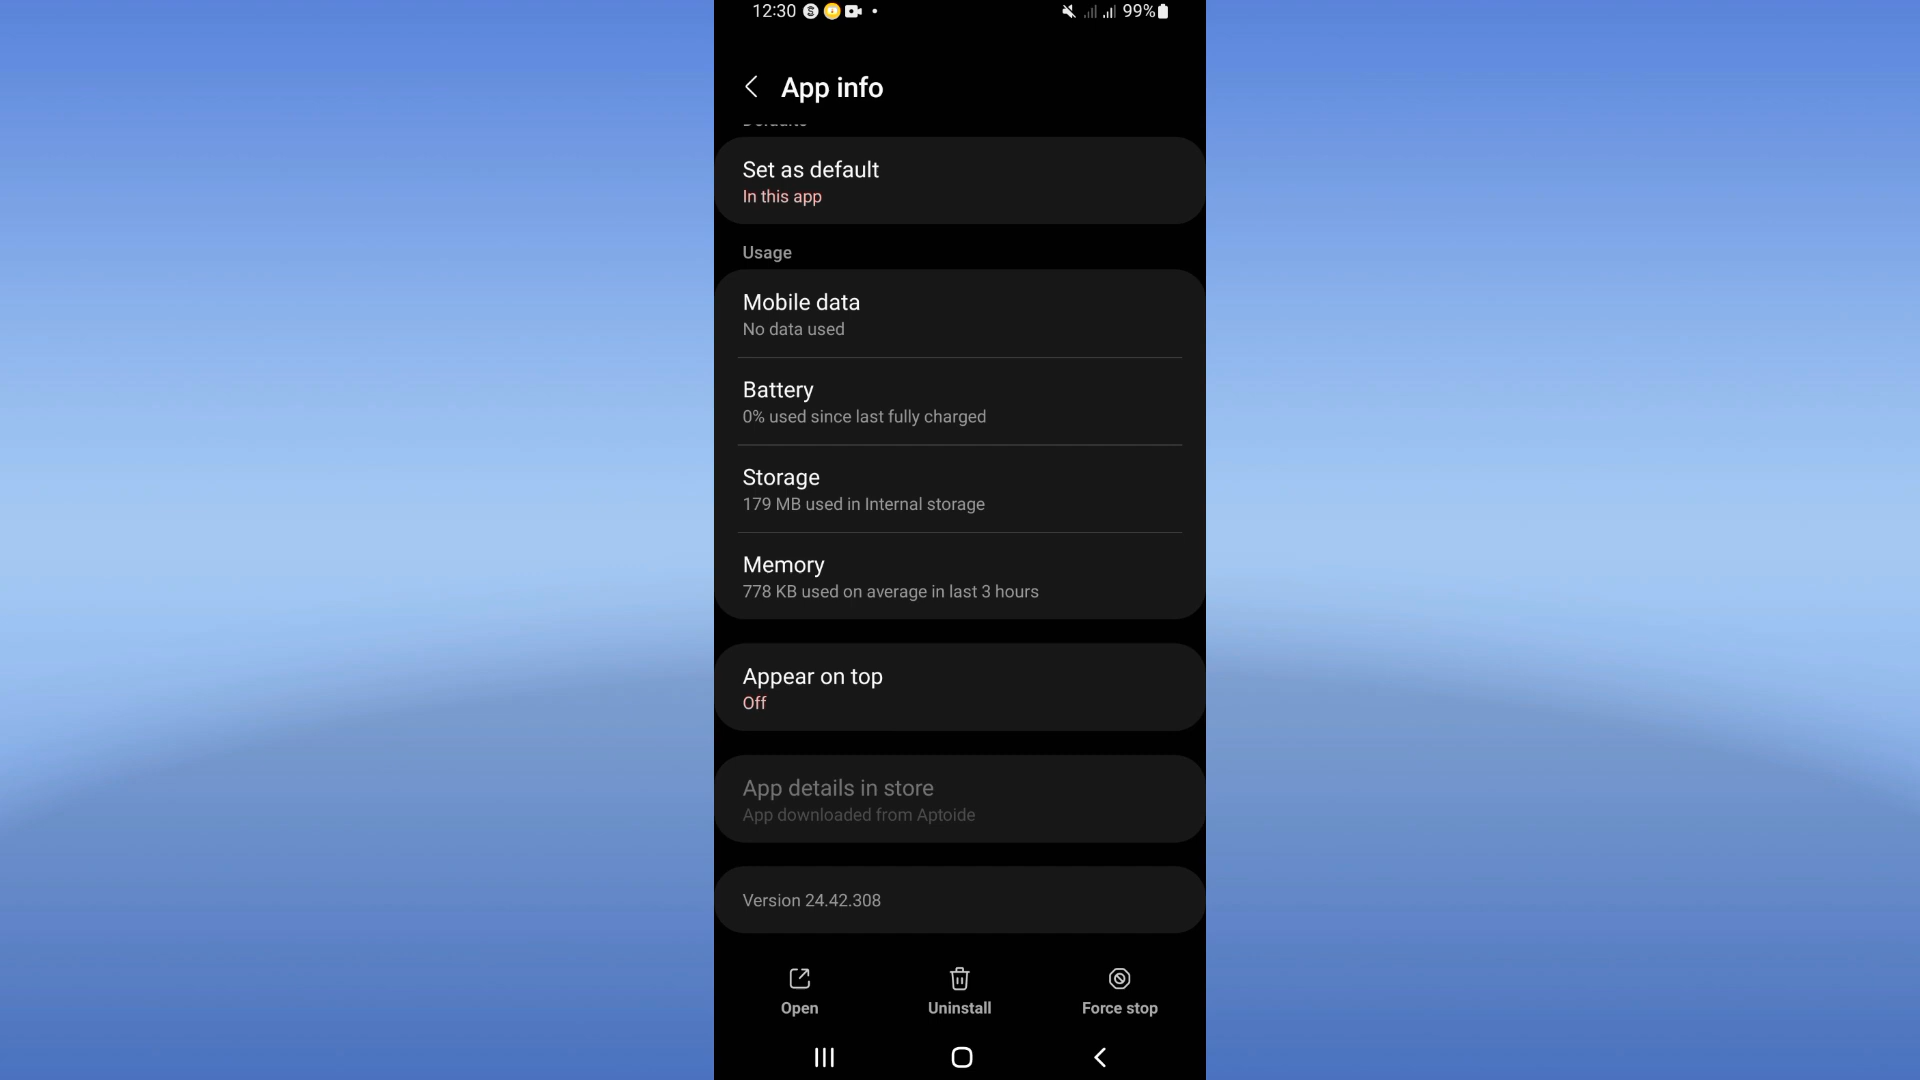 12:30
99%
App info
Defaults
Set as default
In this app
Usage
Mobile data
No data used
Battery
0% used since last fully charged
Storage
179 MB used in Internal storage
Memory
778 KB used on average in last 3 hours
Appear on top
Off
App details in store
App downloaded from Aptoide
Version 24.42.308
Open
Uninstall
Force stop